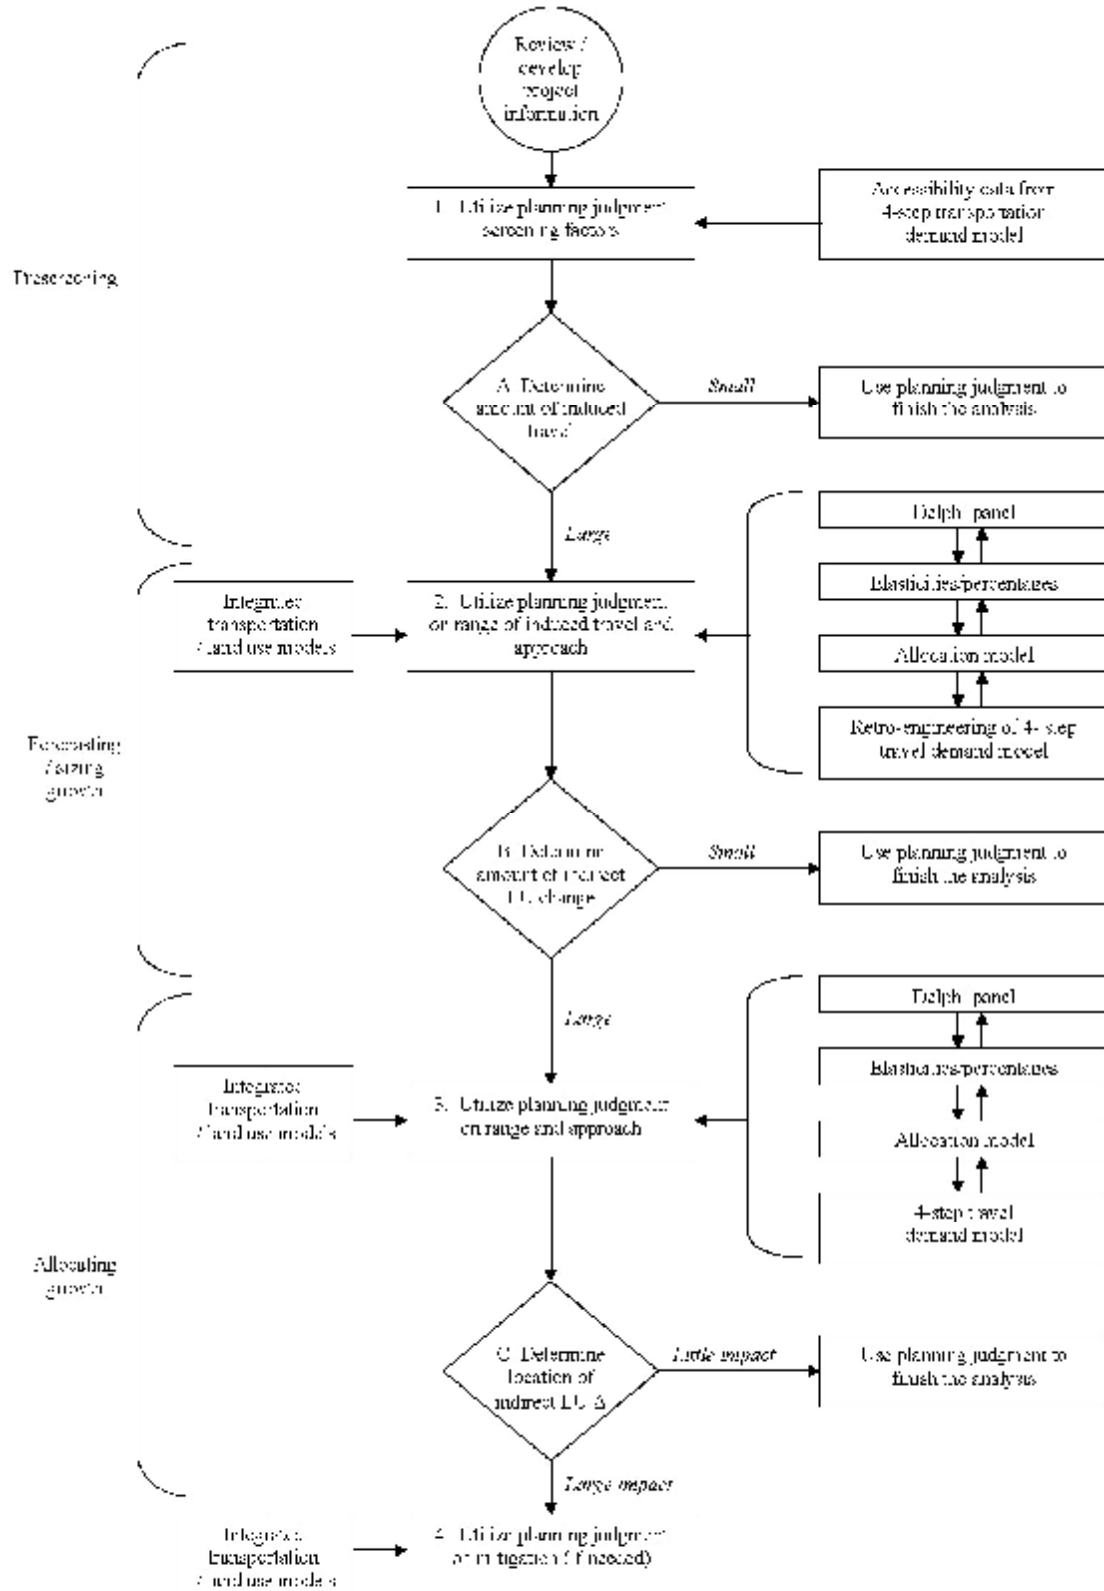 Review /
develop
project
information
1. Utilize planning judgment
screening factors
Accessibility data from
4-step transportation
demand model
Prescreening
A. Determine
amount of induced
travel
Small
Use planning judgment to
finish the analysis
Large
Delphi panel
Elasticities/percentages
Allocation model
Retro-engineering of 4-step
travel demand model
Integrated
transportation
/ land use models
2. Utilize planning judgment
on range of induced travel and
approach
Forecasting
/ sizing
growth
B. Determine
amount of indirect
LU change
Small
Use planning judgment to
finish the analysis
Large
Delphi panel
Elasticities/percentages
Allocation model
4-step travel
demand model
Integrated
transportation
/ land use models
3. Utilize planning judgment
on range and approach
Allocating
growth
C. Determine
location of
indirect LU Δ
Little impact
Use planning judgment to
finish the analysis
Large impact
Integrated
transportation
/ land use models
4. Utilize planning judgment
on mitigation (if needed)